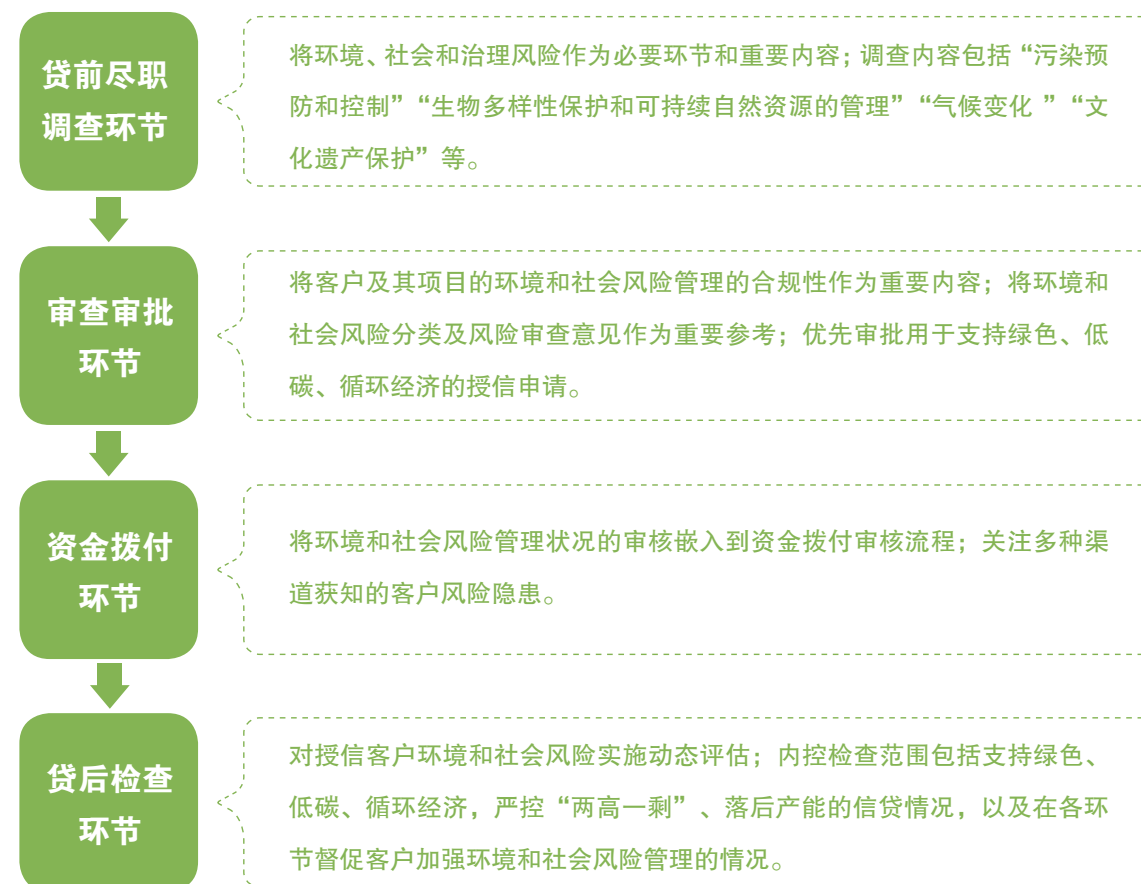 贷前尽职
调查环节
将环境、社会和治理风险作为必要环节和重要内容；调查内容包括“污染预
防和控制”“生物多样性保护和可持续自然资源的管理”“气候变化 ”“文
化遗产保护”等。
审查审批
环节
将客户及其项目的环境和社会风险管理的合规性作为重要内容；将环境和
社会风险分类及风险审查意见作为重要参考；优先审批用于支持绿色、低
碳、循环经济的授信申请。
资金拨付
环节
将环境和社会风险管理状况的审核嵌入到资金拨付审核流程；关注多种渠
道获知的客户风险隐患。
贷后检查
环节
对授信客户环境和社会风险实施动态评估；内控检查范围包括支持绿色、
低碳、循环经济，严控“两高一剩”、落后产能的信贷情况，以及在各环
节督促客户加强环境和社会风险管理的情况。